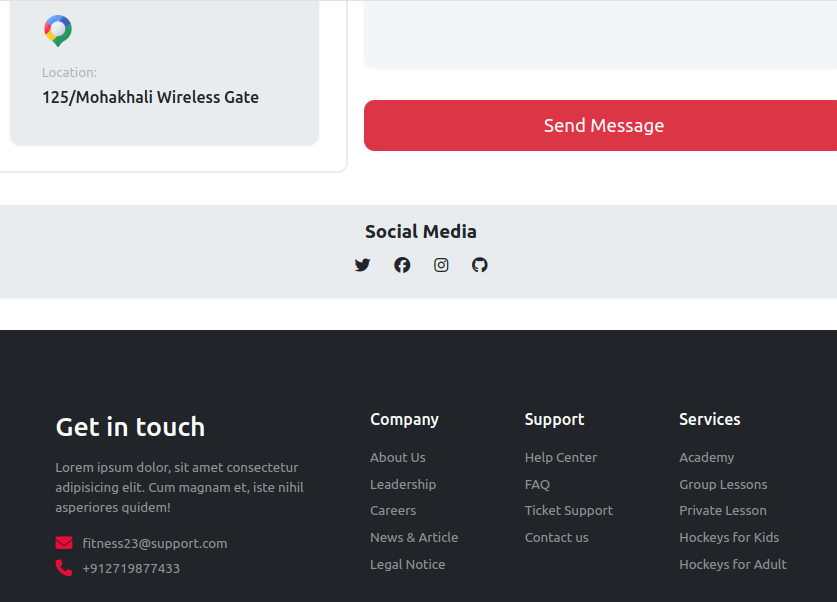 Location:
125/Mohakhali Wireless Gate
Send Message
Social Media
Get in touch
Lorem ipsum dolor, sit amet consectetur
adipisicing elit. Cum magnam et, iste nihil
asperiores quidem!
fitness23@support.com
+912719877433
Company
About Us
Leadership
Careers
News & Article
Legal Notice
Support
Help Center
FAQ
Ticket Support
Contact us
Services
Academy
Group Lessons
Private Lesson
Hockeys for Kids
Hockeys for Adult